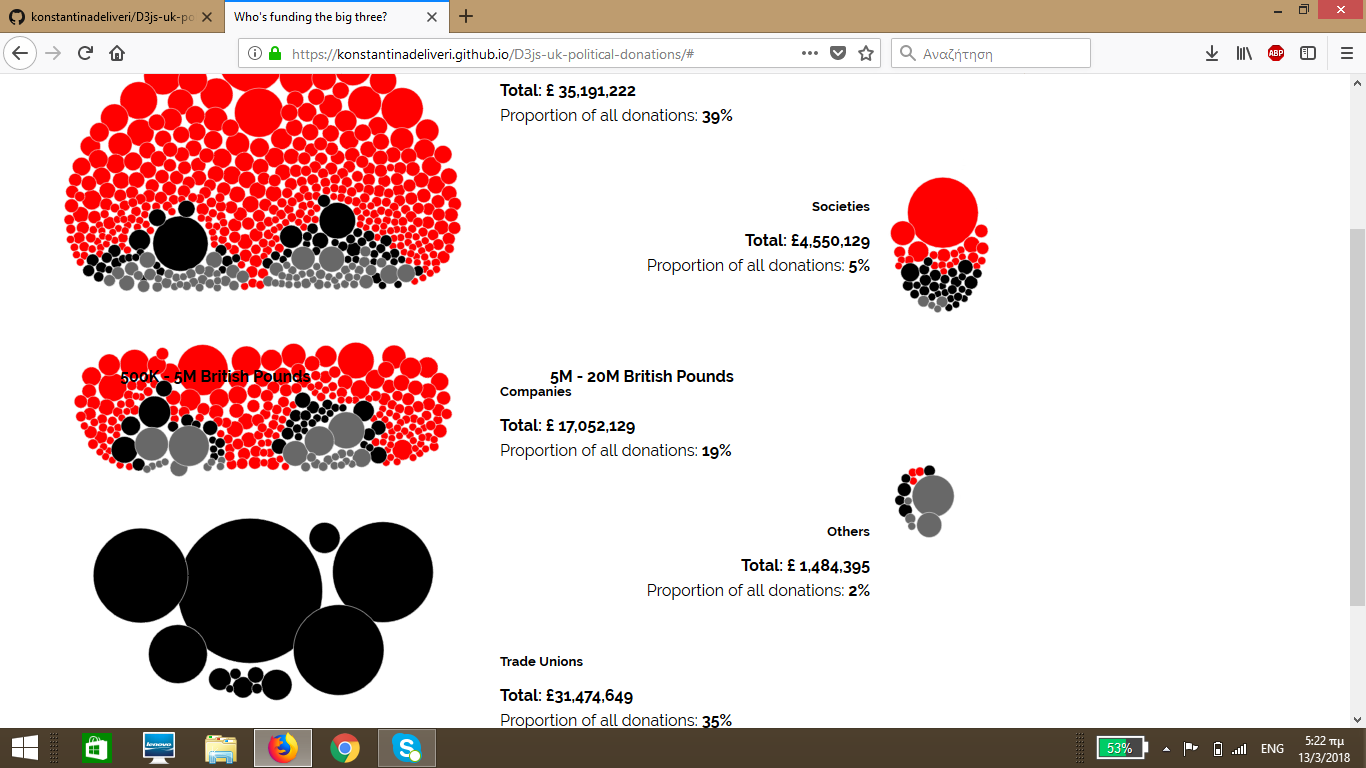 konstantinadeliveri/D3js-uk-po
Who's funding the big three?
https://konstantinadeliveri.github.io/D3js-uk-political-donations/#
Αναζήτηση
ABP
Total: £ 35,191,222
Proportion of all donations: 39%
Societies
Total: £4,550,129
Proportion of all donations: 5%
500K - 5M British Pounds
5M - 20M British Pounds
Companies
Total: £ 17,052,129
Proportion of all donations: 19%
Others
Total: £ 1,484,395
Proportion of all donations: 2%
Trade Unions
Total: £31,474,649
Proportion of all donations: 35%
lenovo
53%
ENG
5:22 πμ
13/3/2018